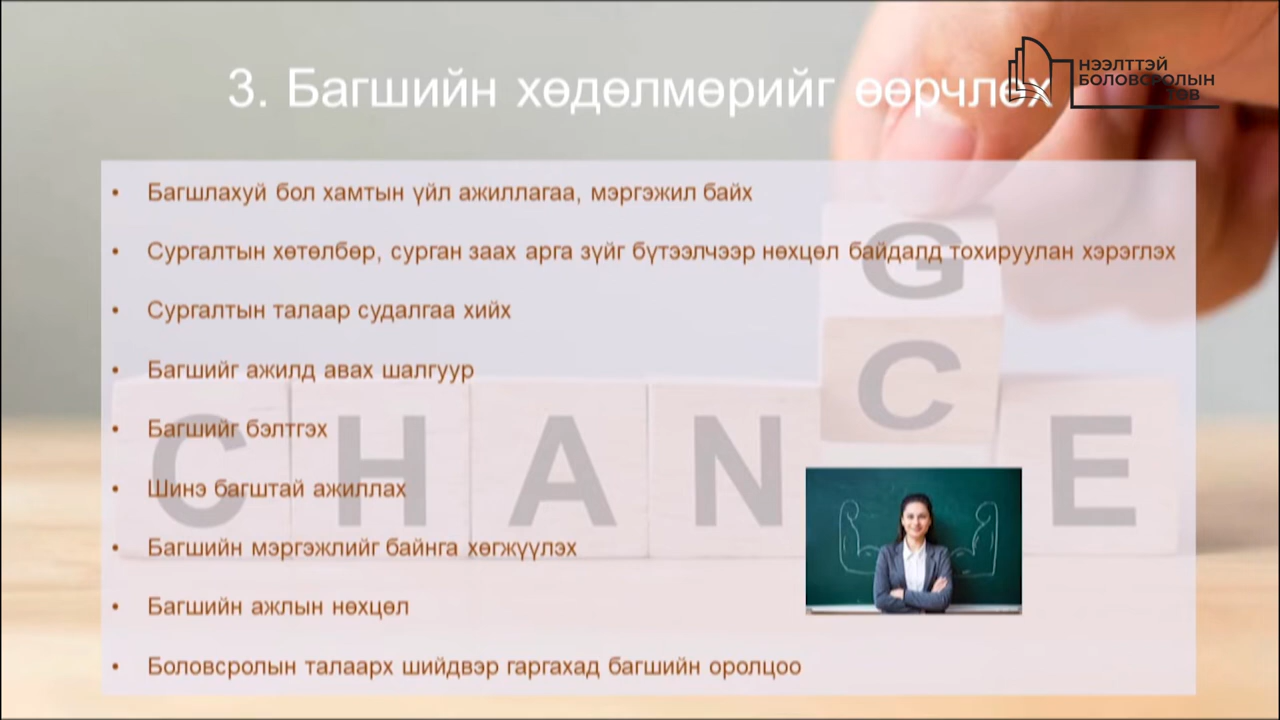 3. Багшийн хөдөлмөрийг өөрчлөх
НЭЭЛТТЭЙ
БОЛОВСРОЛЫН
ТӨВ
• Багшлахуй бол хамтын үйл ажиллагаа, мэргэжил байх
• Сургалтын хөтөлбөр, сурган заах арга зүйг бүтээлчээр нөхцөл байдалд тохируулан хэрэглэх
• Сургалтын талаар судалгаа хийх
• Багшийг ажилд авах шалгуур
• Багшийг бэлтгэх
• Шинэ багштай ажиллах
• Багшийн мэргэжлийг байнга хөгжүүлэх
• Багшийн ажлын нөхцөл
• Боловсролын талаарх шийдвэр гаргахад багшийн оролцоо
G
C H A N C E